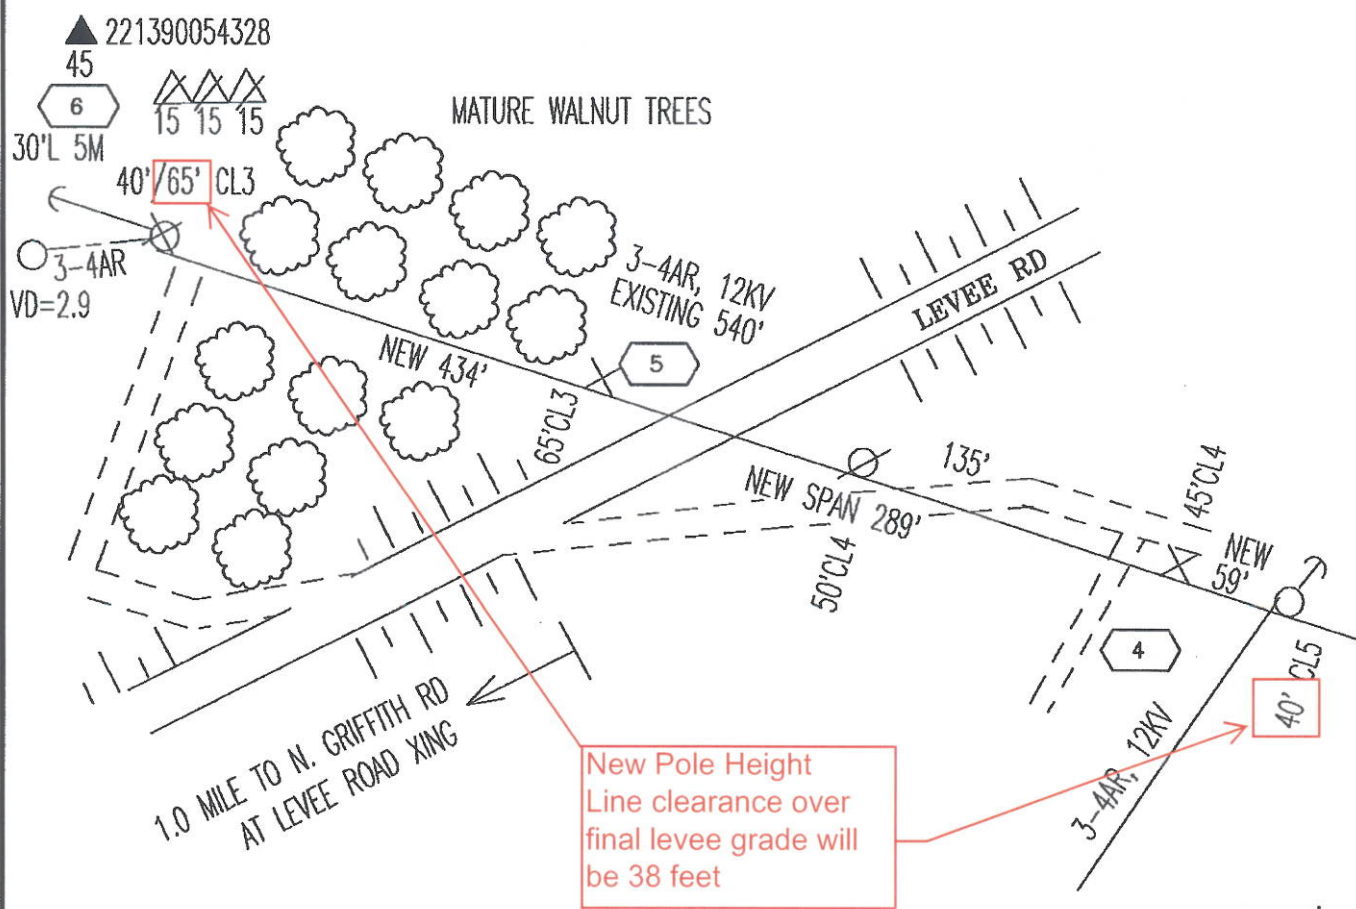 221390054328
45
6
15 15 15
30'L 5M
40'/65' CL3
3-4AR
VD=2.9
MATURE WALNUT TREES
3-4AR, 12KV
EXISTING 540'
NEW 434'
5
65'CL3
LEVEE RD
NEW SPAN 289'
135'
50'CL4
45'CL4
T
NEW
59'
4
40' CL5
3-4AR, 12KV
1.0 MILE TO N. GRIFFITH RD
AT LEVEE ROAD XING
New Pole Height
Line clearance over
final levee grade will
be 38 feet